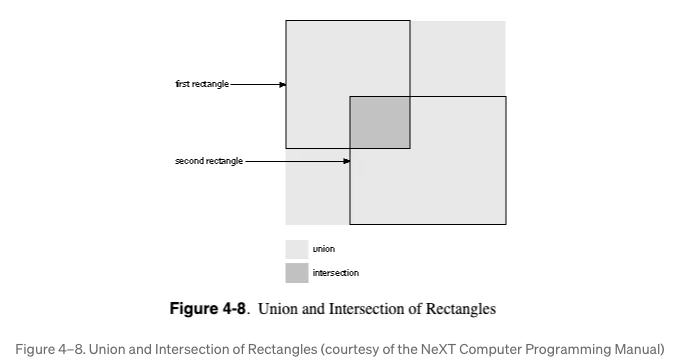 first rectangle
second rectangle
union
intersection
Figure 4-8. Union and Intersection of Rectangles
Figure 4–8. Union and Intersection of Rectangles (courtesy of the NeXT Computer Programming Manual)